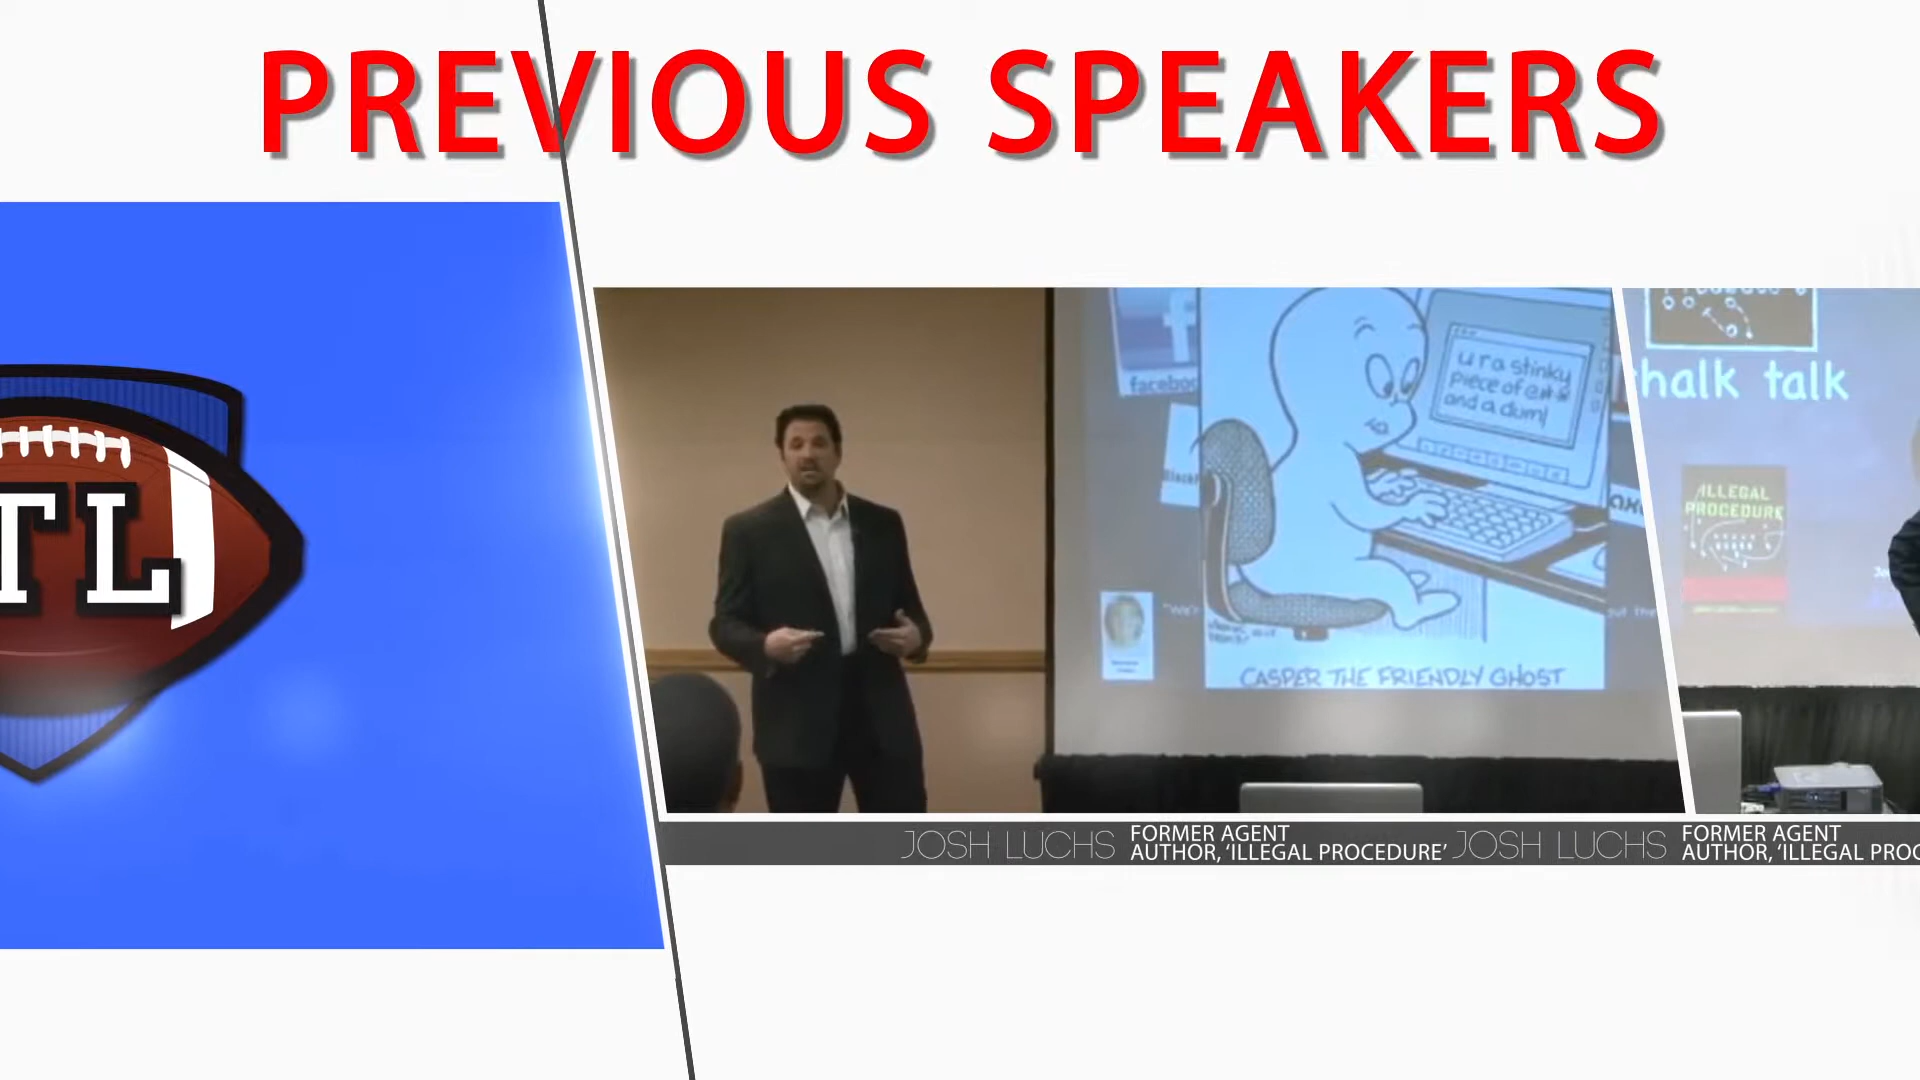 PREVIOUS SPEAKERS
TL
facebook
u r a stinky
piece of @#$
and a dum
CASPER THE FRIENDLY GHOST
chalk talk
ILLEGAL
PROCEDURE
JOSH LUCHS
FORMER AGENT
AUTHOR, ‘ILLEGAL PROCEDURE’
JOSH LUCHS
FORMER AGENT
AUTHOR, ‘ILLEGAL PROC